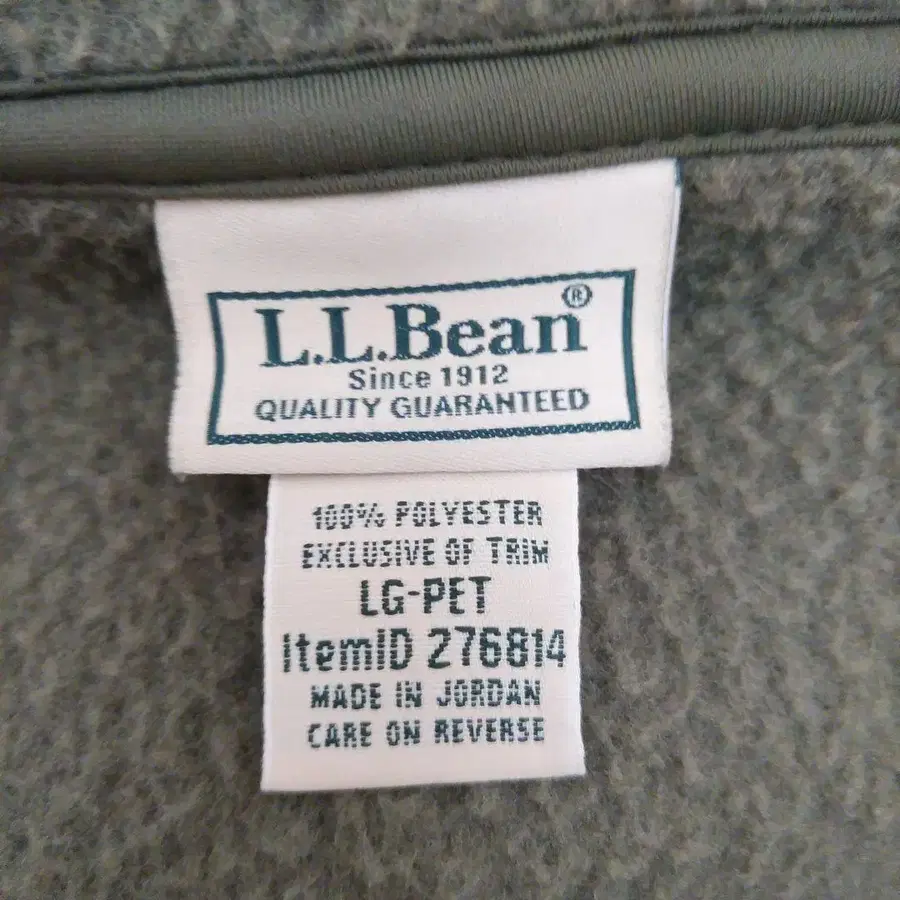 L.L.Bean®
Since 1912
QUALITY GUARANTEED
100% POLYESTER
EXCLUSIVE OF TRIM
LG-PET
ItemID 276814
MADE IN JORDAN
CARE ON REVERSE